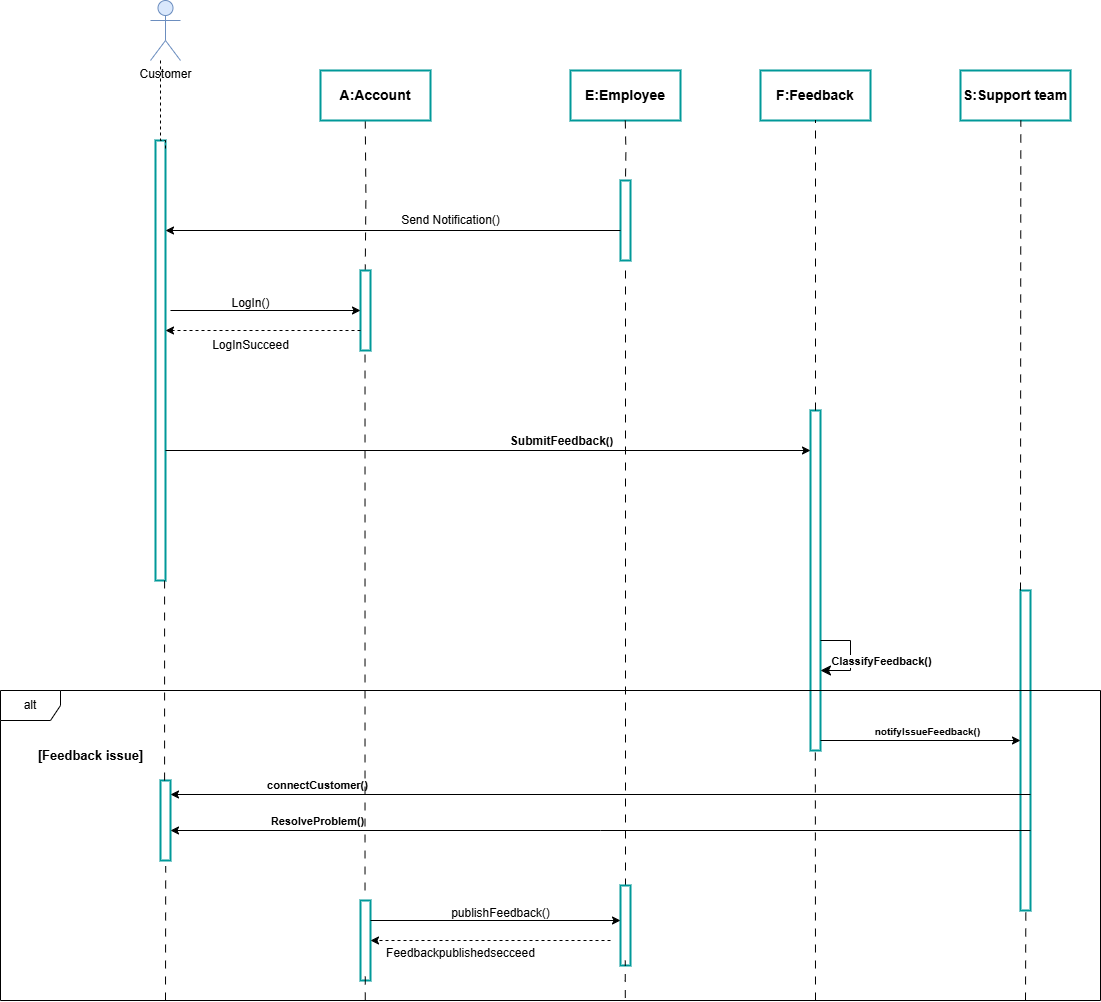 Customer
A:Account
E:Employee
F:Feedback
S:Support team
Send Notification()
LogIn()
LogInSucceed
SubmitFeedback()
ClassifyFeedback()
alt
notifyIssueFeedback()
[Feedback issue]
connectCustomer()
ResolveProblem()
publishFeedback()
Feedbackpublishedsecceed